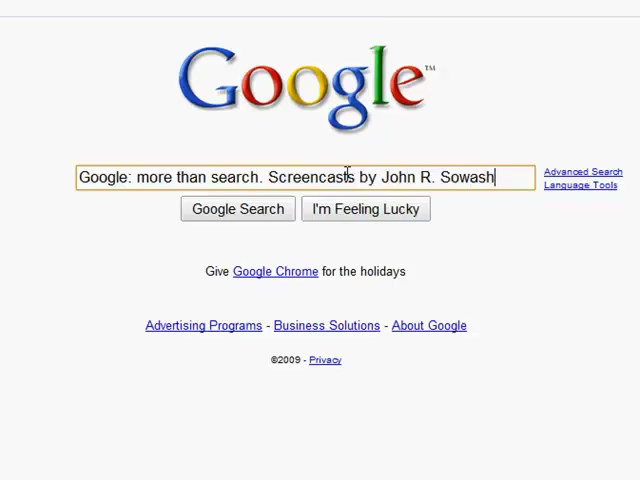 Google™
Google: more than search. Screencasts by John R. Sowash
Advanced Search
Language Tools
Google Search I'm Feeling Lucky
Give Google Chrome for the holidays
Advertising Programs - Business Solutions - About Google
©2009 - Privacy